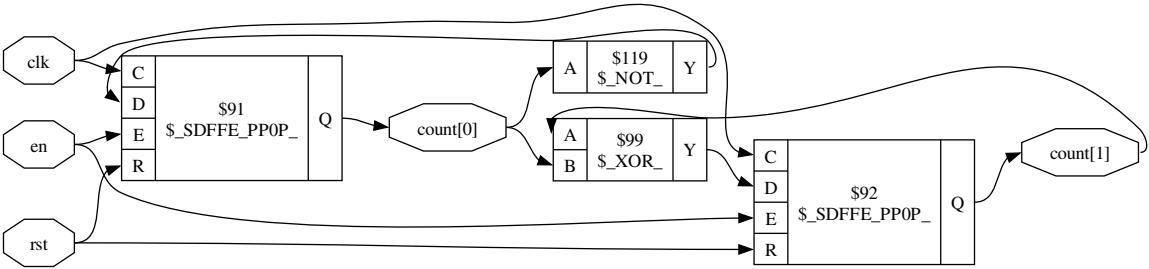 clk
en
rst
C
D
E
R
$91
$_SDFFE_PP0P_
Q
count[0]
A
$119
$_NOT_
Y
A
B
$99
$_XOR_
Y
C
D
E
R
$92
$_SDFFE_PP0P_
Q
count[1]